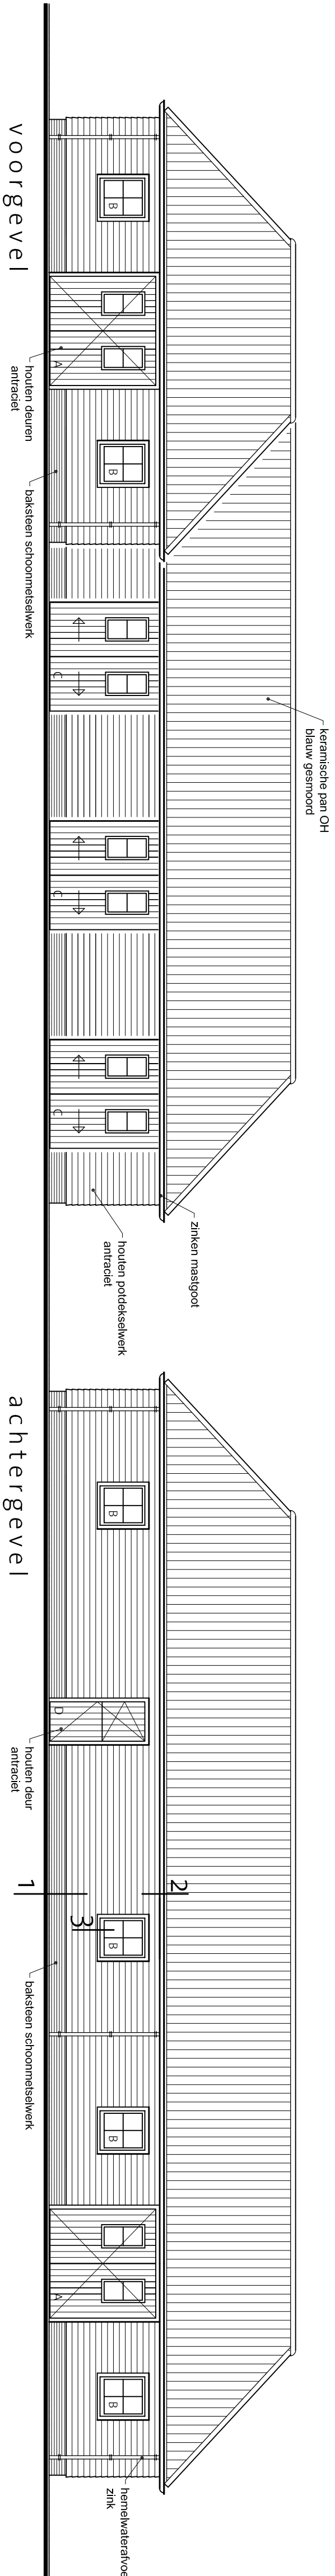 voorgevel
houten deuren
antraciet
baksteen schoonmetselwerk
keramische pan OH
blauw gesmoord
zinken mastgoot
houten potdekselwerk
antraciet
B
A
B
C
C
C
achtergevel
houten deur
antraciet
baksteen schoonmetselwerk
hemelwaterafvoe
zink
B
D
1
2
3
B
B
A
B